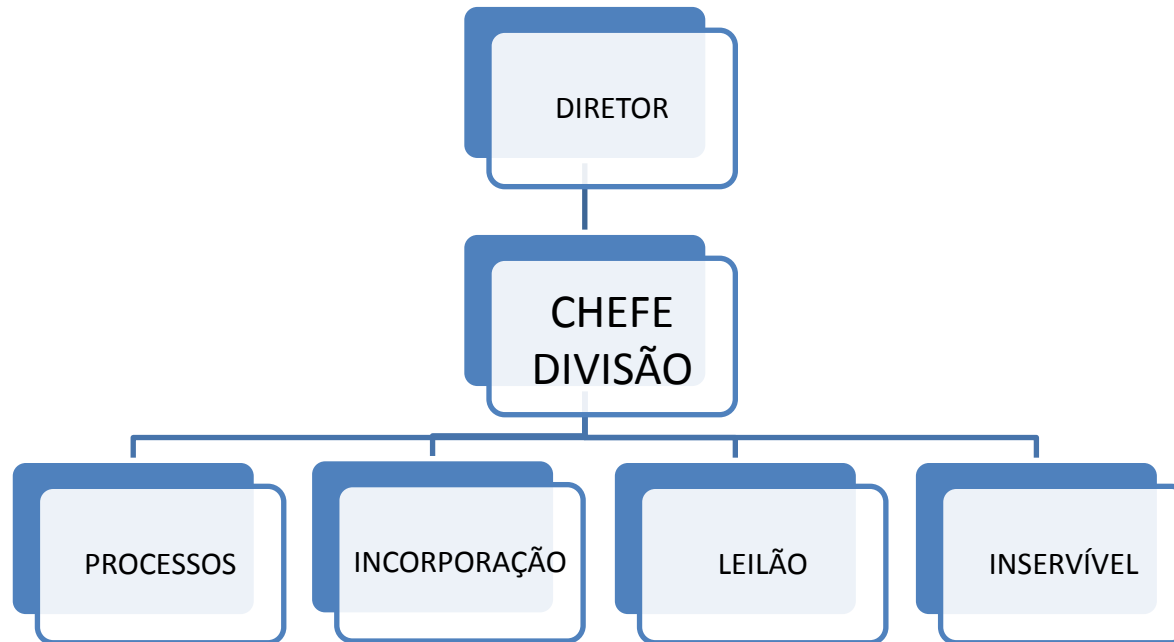 DIRETOR
CHEFE
DIVISÃO
PROCESSOS
INCORPORAÇÃO
LEILÃO
INSERVÍVEL